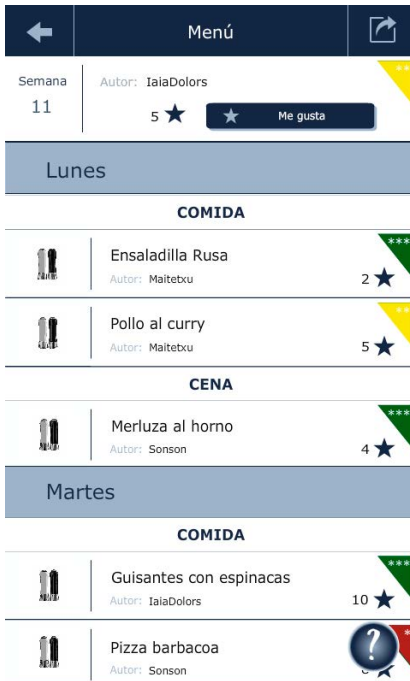 Menú
Semana
11
Autor: IaiaDolors
**
5 ★ ★ Me gusta
Lunes
COMIDA
Ensaladilla Rusa
***
Autor: Maitetxu
2 ★
Pollo al curry
**
Autor: Maitetxu
5 ★
CENA
Merluza al horno
***
Autor: Sonson
4 ★
Martes
COMIDA
Guisantes con espinacas
***
Autor: IaiaDolors
10 ★
Pizza barbacoa
*
?
Autor: Sonson